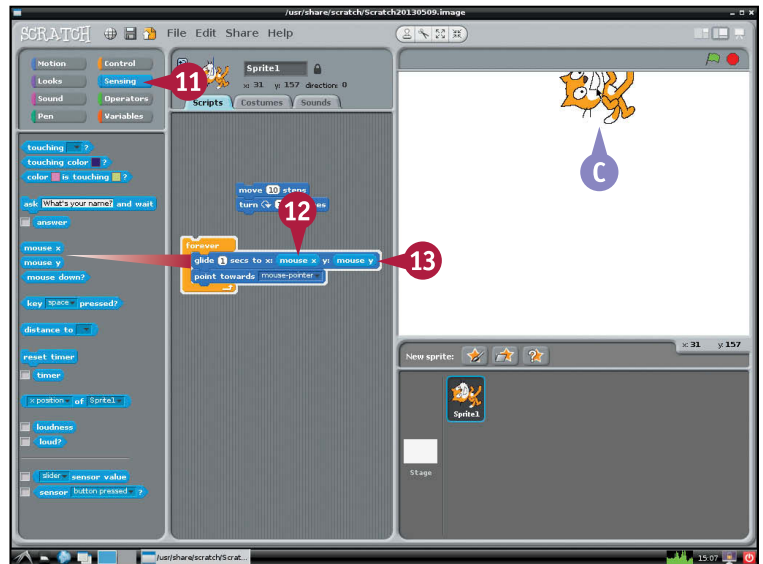 /usr/share/scratch/Scratch20130509.image
SCRATCH File Edit Share Help
Motion Control
Looks Sensing
Sound Operators
Pen Variables
11
Sprite1
x: 31 y: 157 direction: 0
Scripts Costumes Sounds
C
touching ?
touching color ?
color is touching ?
ask What's your name? and wait
answer
mouse x
mouse y
mouse down?
key space pressed?
distance to
reset timer
timer
x position of Sprite1
loudness
loud?
slider sensor value
sensor button pressed ?
move 10 steps
turn
12
forever
glide 1 secs to x: mouse x y: mouse y
13
point towards mouse-pointer
x: 31 y: 157
New sprite:
Sprite1
Stage
/usr/share/scratch/Scrat...
15:07